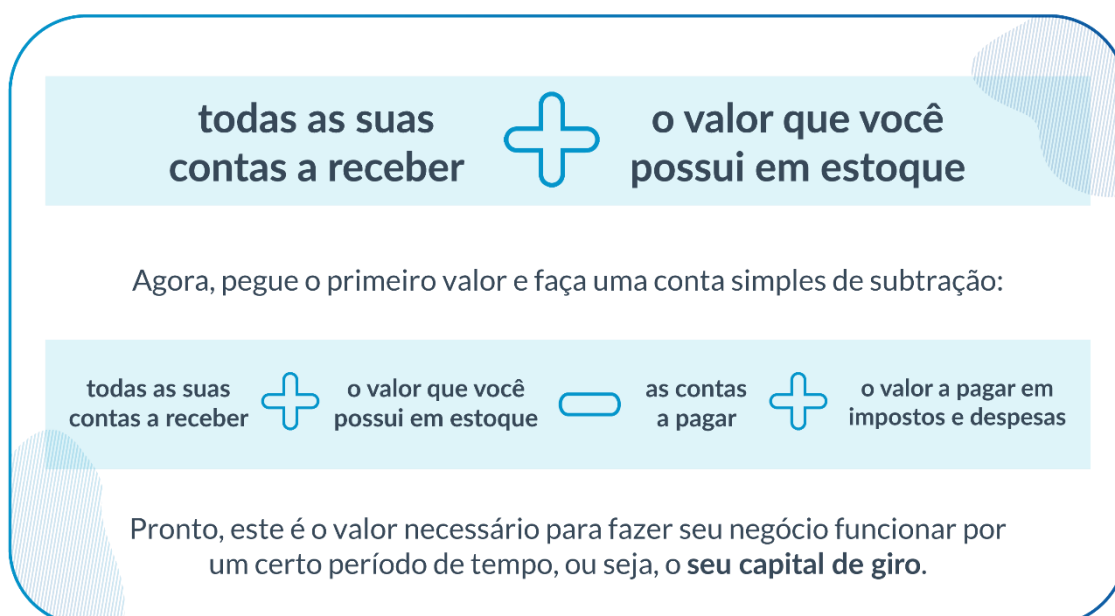 todas as suas
contas a receber
o valor que você
possui em estoque
Agora, pegue o primeiro valor e faça uma conta simples de subtração:
todas as suas
contas a receber
o valor que você
possui em estoque
as contas
a pagar
o valor a pagar em
impostos e despesas
Pronto, este é o valor necessário para fazer seu negócio funcionar por
um certo período de tempo, ou seja, o seu capital de giro.